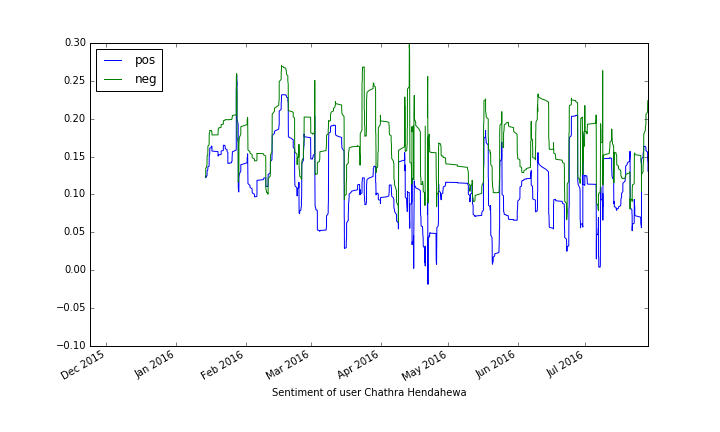 0.30
pos
neg
0.25
0.20
0.15
0.10
0.05
0.00
−0.05
−0.10
Dec 2015
Jan 2016
Feb 2016
Mar 2016
Apr 2016
May 2016
Jun 2016
Jul 2016
Sentiment of user Chathra Hendahewa